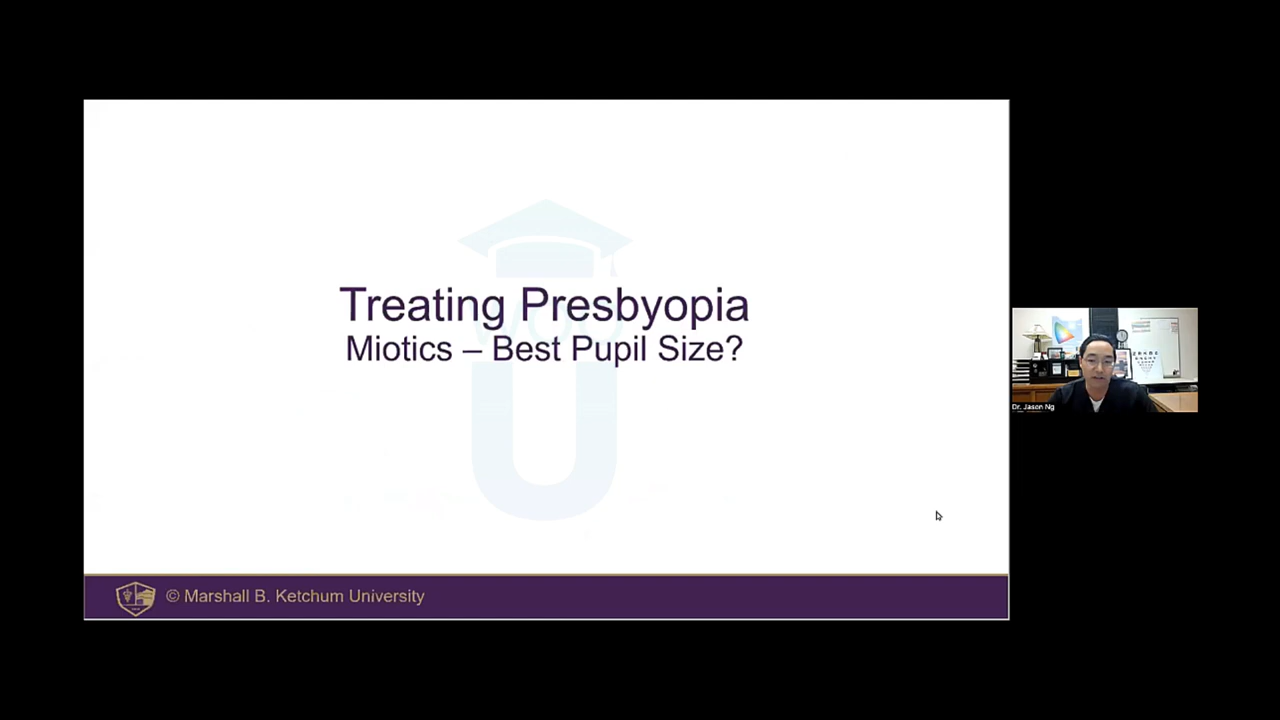 Treating Presbyopia
Miotics – Best Pupil Size?
U
© Marshall B. Ketchum University
Dr. Jason Ng